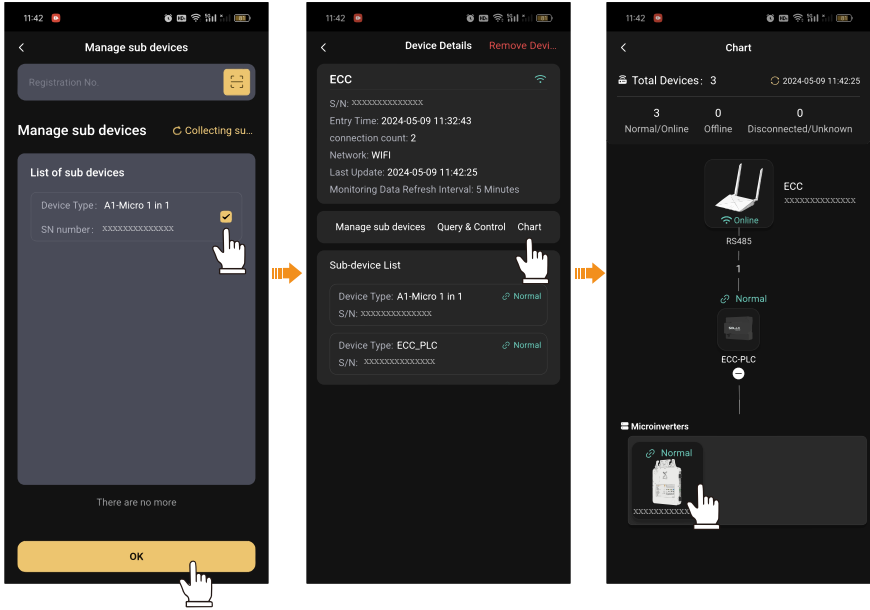 11:42
Manage sub devices
Registration No.
Manage sub devices
Collecting su...
List of sub devices
Device Type: A1-Micro 1 in 1
SN number: XXXXXXXXXXXXXX
There are no more
OK
11:42
Device Details
Remove Devi...
ECC
S/N: XXXXXXXXXXXXXX
Entry Time: 2024-05-09 11:32:43
connection count: 2
Network: WIFI
Last Update: 2024-05-09 11:42:25
Monitoring Data Refresh Interval: 5 Minutes
Manage sub devices Query & Control Chart
Sub-device List
Device Type: A1-Micro 1 in 1 Normal
S/N: XXXXXXXXXXXXXX
Device Type: ECC_PLC Normal
S/N: XXXXXXXXXXXXXX
11:42
Chart
Total Devices: 3
2024-05-09 11:42:25
3 0 0
Normal/Online Offline Disconnected/Unknown
ECC
XXXXXXXXXXXXXX
Online
RS485
1
Normal
ECC-PLC
Microinverters
Normal
XXXXXXXXXXX